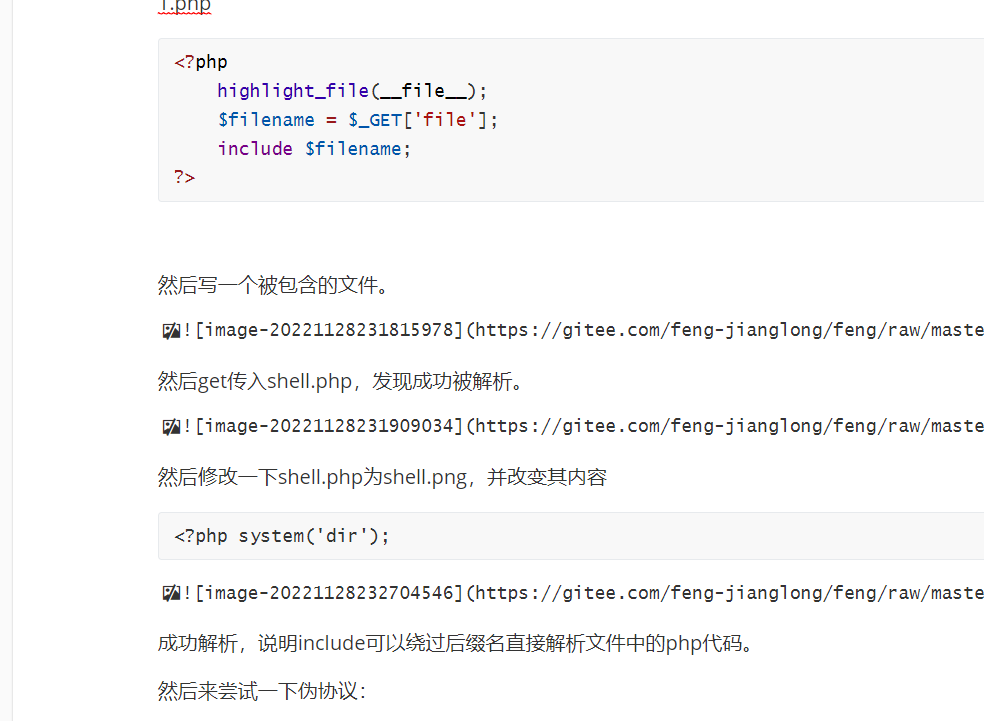 1.php
<?php
highlight_file(__file__);
$filename = $_GET['file'];
include $filename;
?>
然后写一个被包含的文件。
![image-20221128231815978](https://gitee.com/feng-jianglong/feng/raw/maste
然后get传入shell.php，发现成功被解析。
![image-20221128231909034](https://gitee.com/feng-jianglong/feng/raw/maste
然后修改一下shell.php为shell.png，并改变其内容
<?php system('dir');
![image-20221128232704546](https://gitee.com/feng-jianglong/feng/raw/maste
成功解析，说明include可以绕过后缀名直接解析文件中的php代码。
然后来尝试一下伪协议：